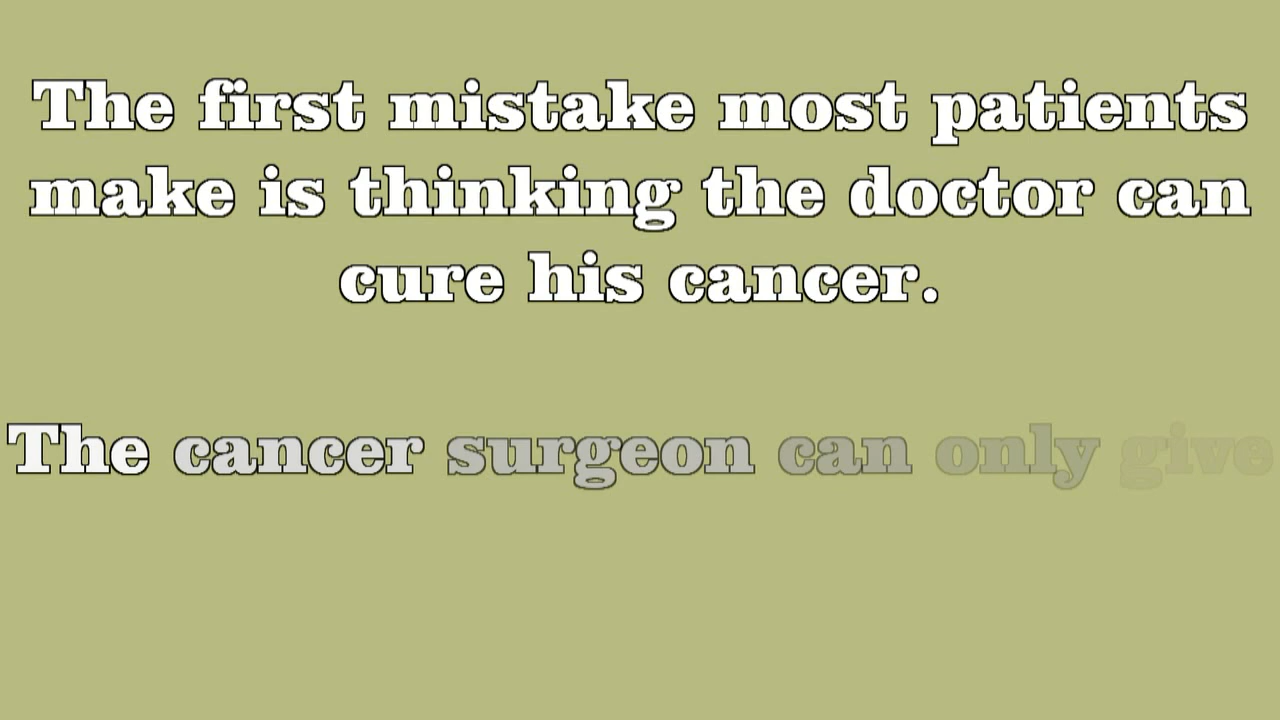 The first mistake most patients
make is thinking the doctor can
cure his cancer.
The cancer surgeon can only give